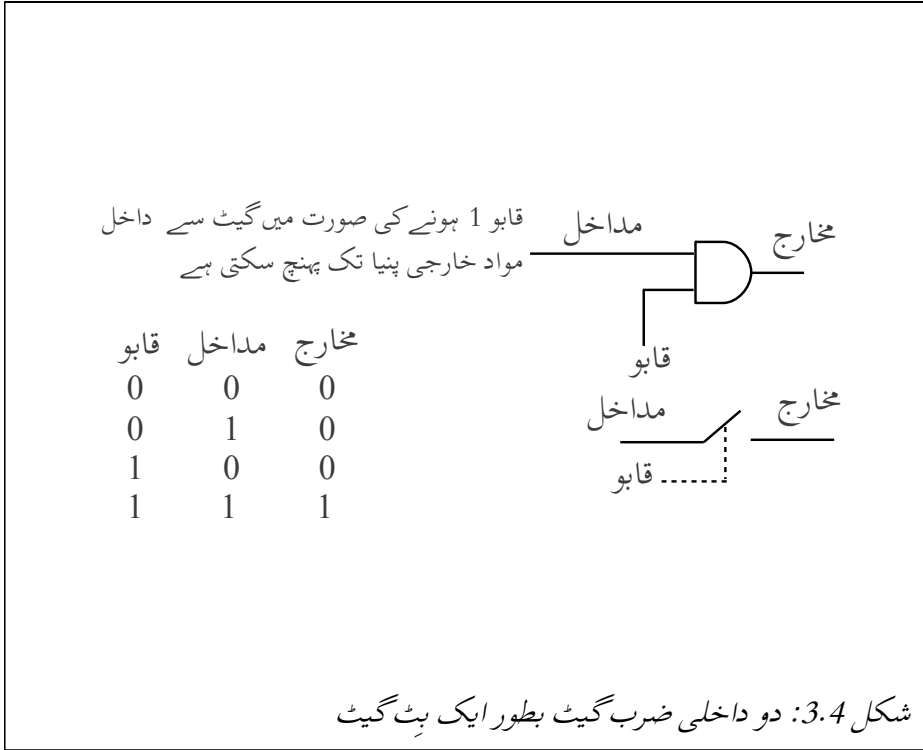 قابو 1 ہونے کی صورت میں گیٹ سے داخل
مواد خارجی پنیا تک پہنچ سکتی ہے
مداخل
مخارج
قابو
مخارج مداخل قابو
0 0 0
0 1 0
1 0 0
1 1 1
مداخل
مخارج
قابو
شکل 3.4: دو داخلی ضرب گیٹ بطور ایک بِٹ گیٹ